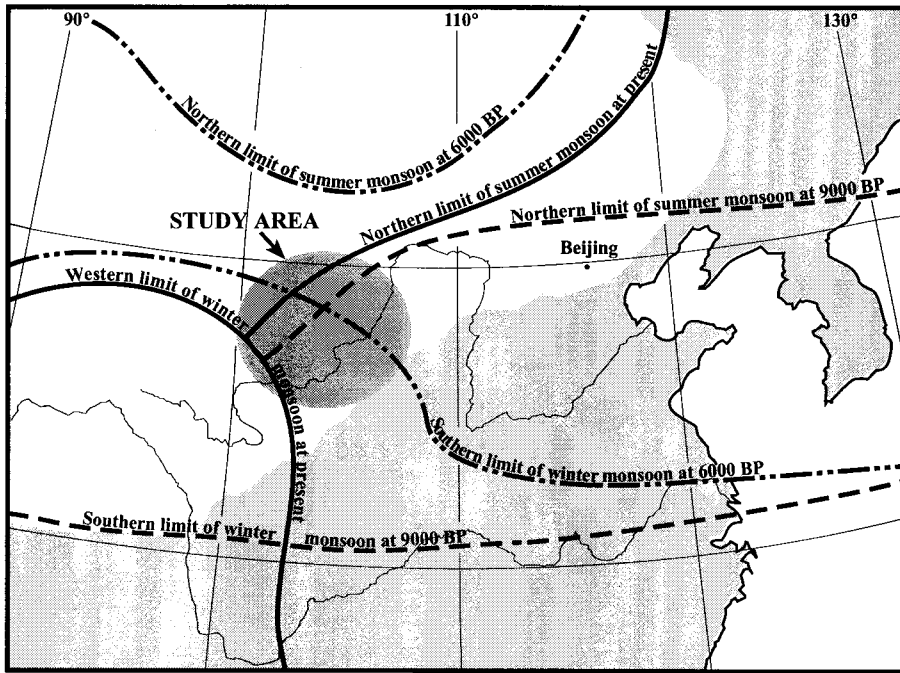 90°
110°
130°
Northern limit of summer monsoon at 6000 BP
Northern limit of summer monsoon at present
STUDY AREA
Northern limit of summer monsoon at 9000 BP
Beijing
Western limit of winter monsoon at present
Southern limit of winter monsoon at 6000 BP
Southern limit of winter monsoon at 9000 BP